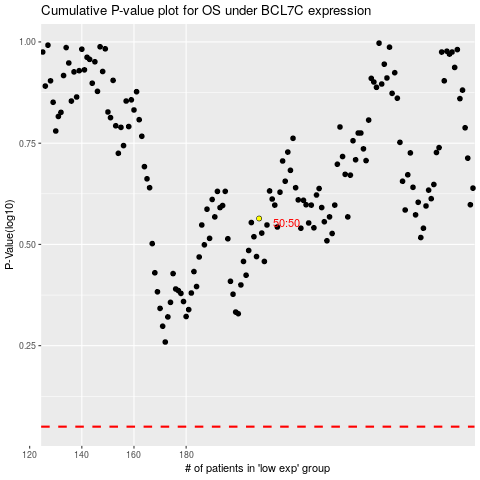 Cumulative P-value plot for OS under BCL7C expression
1.00
0.75
0.50
0.25
P-Value(log10)
50:50
120 140 160 180
# of patients in 'low exp' group